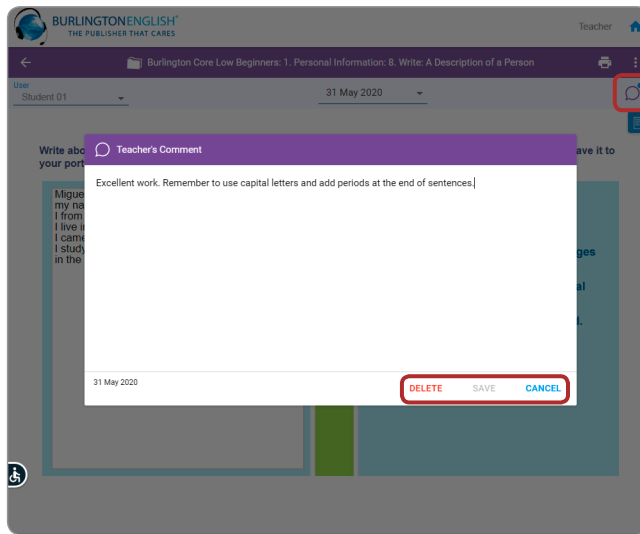 BURLINGTONENGLISH®
THE PUBLISHER THAT CARES
Teacher
Burlington Core Low Beginners: 1. Personal Information: 8. Write: A Description of a Person
User
Student 01
31 May 2020
Write abo
ave it to
your port
Teacher's Comment
Excellent work. Remember to use capital letters and add periods at the end of sentences.
Migue
my na
I from
I live i
I came
I study
in the
ges
al
31 May 2020
DELETE SAVE CANCEL